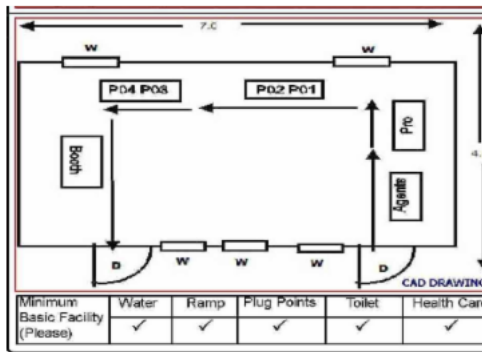 7.0
W
W
P04 P03
P02 P01
Pro
Booth
Agents
4.
D
W
W
W
D
CAD DRAWING
Minimum Basic Facility (Please)
Water
Ramp
Plug Points
Toilet
Health Care
✓ ✓ ✓ ✓ ✓